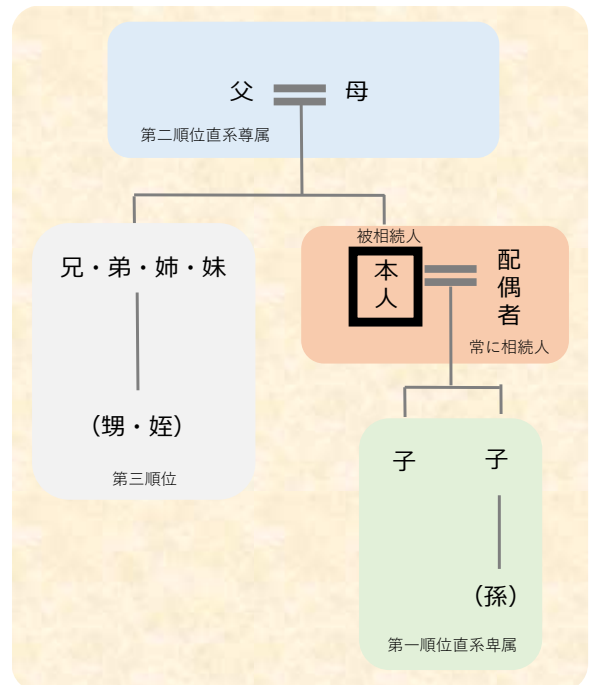 父 母
第二順位直系尊属
兄・弟・姉・妹
（甥・姪）
第三順位
被相続人
本人
配偶者
常に相続人
子 子
（孫）
第一順位直系卑属